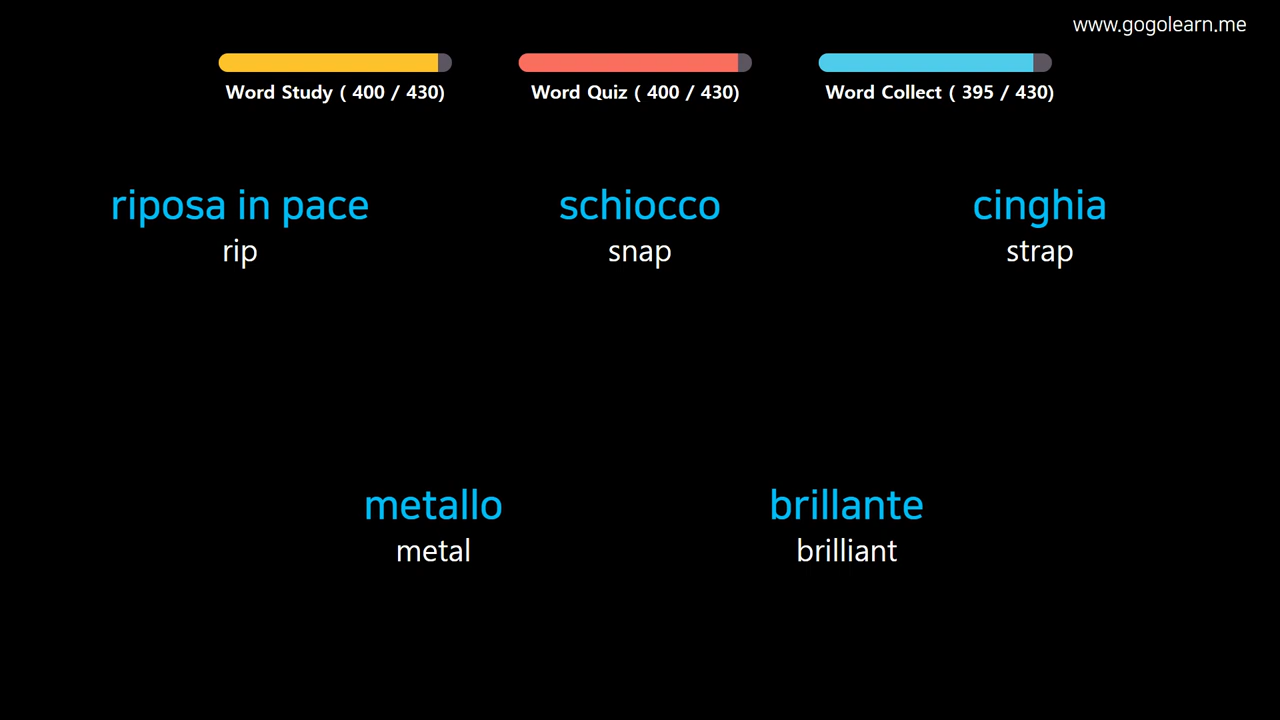 www.gogolearn.me
Word Study ( 400 / 430)
Word Quiz ( 400 / 430)
Word Collect ( 395 / 430)
riposa in pace
rip
schiocco
snap
cinghia
strap
metallo
metal
brillante
brilliant